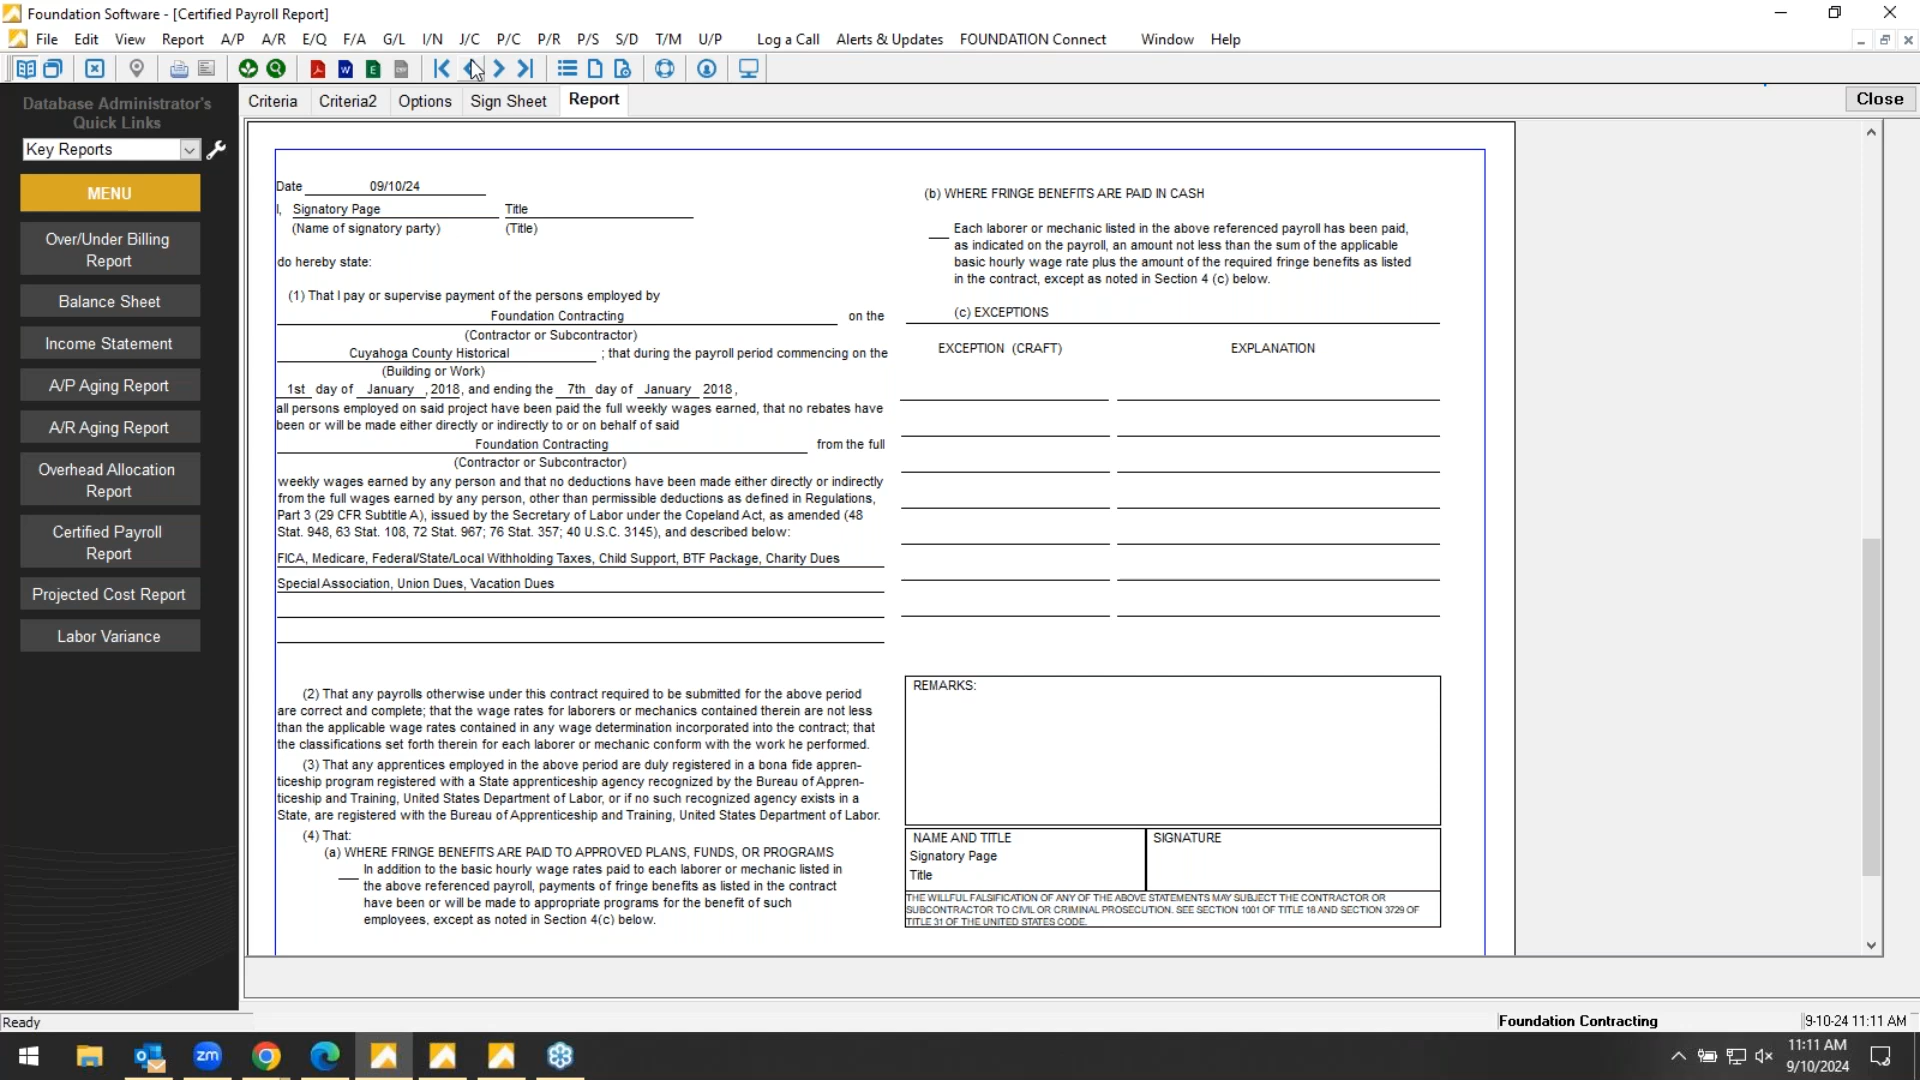 Foundation Software - [Certified Payroll Report]
File Edit View Report A/P A/R E/Q F/A G/L I/N J/C P/C P/R P/S S/D T/M U/P Log a Call Alerts & Updates FOUNDATION Connect Window Help
Database Administrator's
Quick Links
Key Reports
MENU
Over/Under Billing
Report
Balance Sheet
Income Statement
A/P Aging Report
A/R Aging Report
Overhead Allocation
Report
Certified Payroll
Report
Projected Cost Report
Labor Variance
Criteria Criteria2 Options Sign Sheet Report Close
Date 09/10/24
I, Signatory Page Title
(Name of signatory party) (Title)
do hereby state:
(1) That I pay or supervise payment of the persons employed by
Foundation Contracting on the
(Contractor or Subcontractor)
Cuyahoga County Historical ; that during the payroll period commencing on the
(Building or Work)
1st day of January , 2018, and ending the 7th day of January 2018 ,
all persons employed on said project have been paid the full weekly wages earned, that no rebates have
been or will be made either directly or indirectly to or on behalf of said
Foundation Contracting from the full
(Contractor or Subcontractor)
weekly wages earned by any person and that no deductions have been made either directly or indirectly
from the full wages earned by any person, other than permissible deductions as defined in Regulations,
Part 3 (29 CFR Subtitle A), issued by the Secretary of Labor under the Copeland Act, as amended (48
Stat. 948, 63 Stat. 108, 72 Stat. 967; 76 Stat. 357; 40 U.S.C. 3145), and described below:
FICA, Medicare, Federal/State/Local Withholding Taxes, Child Support, BTF Package, Charity Dues
Special Association, Union Dues, Vacation Dues
(2) That any payrolls otherwise under this contract required to be submitted for the above period
are correct and complete; that the wage rates for laborers or mechanics contained therein are not less
than the applicable wage rates contained in any wage determination incorporated into the contract; that
the classifications set forth therein for each laborer or mechanic conform with the work he performed.
(3) That any apprentices employed in the above period are duly registered in a bona fide appren-
ticeship program registered with a State apprenticeship agency recognized by the Bureau of Appren-
ticeship and Training, United States Department of Labor, or if no such recognized agency exists in a
State, are registered with the Bureau of Apprenticeship and Training, United States Department of Labor.
(4) That:
(a) WHERE FRINGE BENEFITS ARE PAID TO APPROVED PLANS, FUNDS, OR PROGRAMS
In addition to the basic hourly wage rates paid to each laborer or mechanic listed in
the above referenced payroll, payments of fringe benefits as listed in the contract
have been or will be made to appropriate programs for the benefit of such
employees, except as noted in Section 4(c) below.
(b) WHERE FRINGE BENEFITS ARE PAID IN CASH
Each laborer or mechanic listed in the above referenced payroll has been paid,
as indicated on the payroll, an amount not less than the sum of the applicable
basic hourly wage rate plus the amount of the required fringe benefits as listed
in the contract, except as noted in Section 4 (c) below.
(c) EXCEPTIONS
EXCEPTION (CRAFT) EXPLANATION
REMARKS:
NAME AND TITLE SIGNATURE
Signatory Page
Title
THE WILLFUL FALSIFICATION OF ANY OF THE ABOVE STATEMENTS MAY SUBJECT THE CONTRACTOR OR
SUBCONTRACTOR TO CIVIL OR CRIMINAL PROSECUTION. SEE SECTION 1001 OF TITLE 18 AND SECTION 3729 OF
TITLE 31 OF THE UNITED STATES CODE.
Ready Foundation Contracting 9-10-24 11:11 AM
zm
11:11 AM
9/10/2024